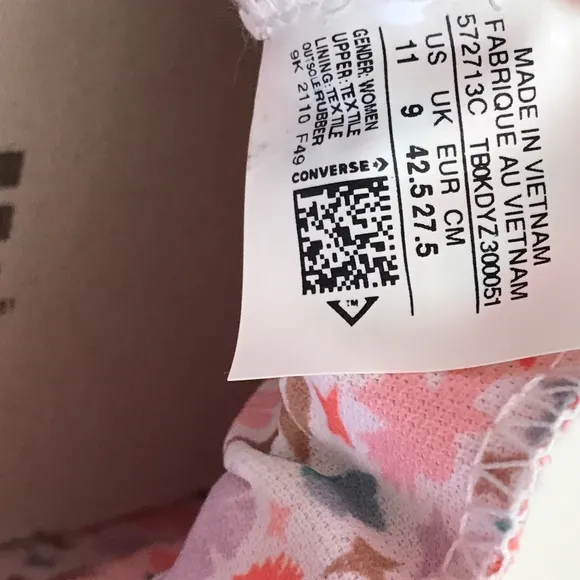 MADE IN VIETNAM
FABRIQUE AU VIETNAM
572713C TB0KDYZ300051
US UK EUR CM
11 9 42.5 27.5
GENDER: WOMEN
UPPER: TEXTILE
LINING: TEXTILE
OUTSOLE: RUBBER
9K 2110 F49
CONVERSE
TM